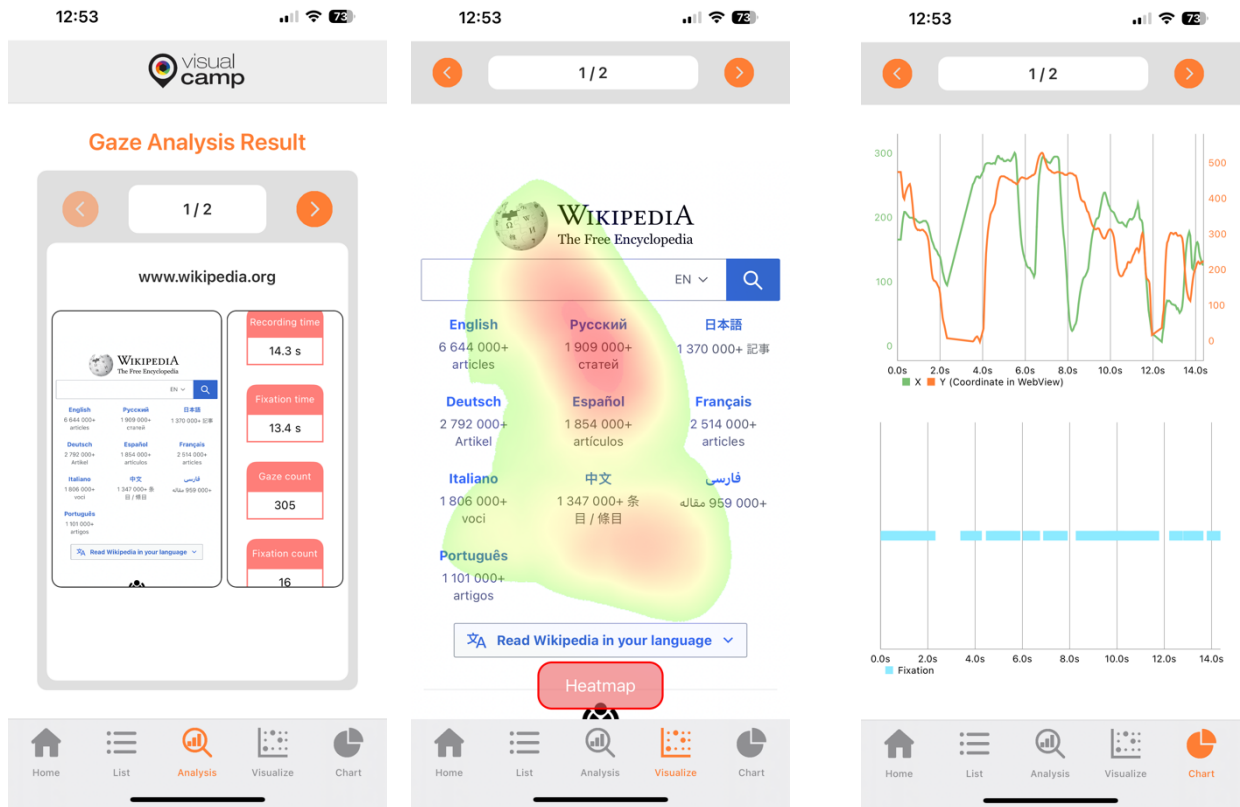 12:53
73
visual
camp
Gaze Analysis Result
1 / 2
www.wikipedia.org
WIKIPEDIA
The Free Encyclopedia
EN
English
6 644 000+
articles
Русский
1 909 000+
статей
日本語
1 370 000+ 記事
Deutsch
2 792 000+
Artikel
Español
1 854 000+
artículos
Français
2 514 000+
articles
Italiano
1 806 000+
voci
中文
1 347 000+ 条
目 / 條目
فارسی
۹۵۹ 000+ مقاله
Português
1 101 000+
artigos
Read Wikipedia in your language
Recording time
14.3 s
Fixation time
13.4 s
Gaze count
305
Fixation count
16
Home
List
Analysis
Visualize
Chart
12:53
73
1 / 2
WIKIPEDIA
The Free Encyclopedia
EN
English
6 644 000+
articles
Русский
1 909 000+
статей
日本語
1 370 000+ 記事
Deutsch
2 792 000+
Artikel
Español
1 854 000+
artículos
Français
2 514 000+
articles
Italiano
1 806 000+
voci
中文
1 347 000+ 条
目 / 條目
فارسی
959 000+ مقاله
Português
1 101 000+
artigos
Read Wikipedia in your language
Heatmap
Home
List
Analysis
Visualize
Chart
12:53
73
1 / 2
300
200
100
0
500
400
300
200
100
0
0.0s 2.0s 4.0s 6.0s 8.0s 10.0s 12.0s 14.0s
X Y (Coordinate in WebView)
0.0s 2.0s 4.0s 6.0s 8.0s 10.0s 12.0s 14.0s
Fixation
Home
List
Analysis
Visualize
Chart